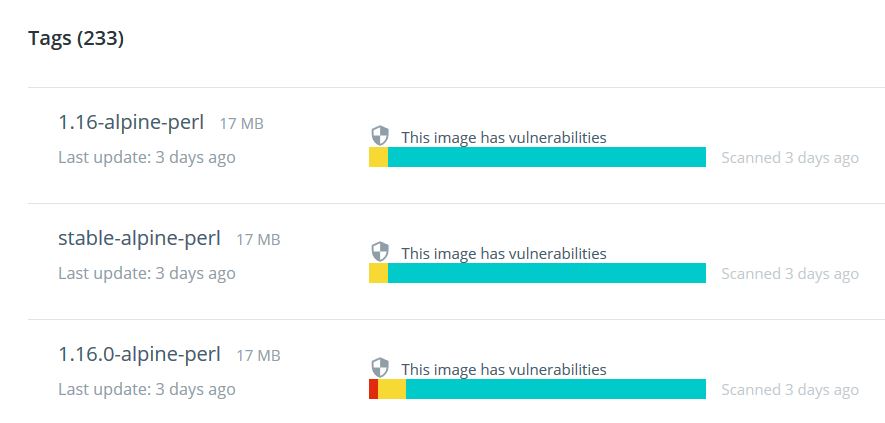 Tags (233)
1.16-alpine-perl 17 MB
This image has vulnerabilities
Last update: 3 days ago
Scanned 3 days ago
stable-alpine-perl 17 MB
This image has vulnerabilities
Last update: 3 days ago
Scanned 3 days ago
1.16.0-alpine-perl 17 MB
This image has vulnerabilities
Last update: 3 days ago
Scanned 3 days ago